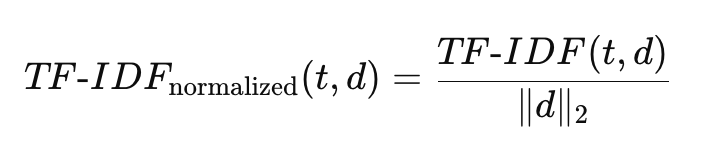 TF-IDF_normalized(t, d) = TF-IDF(t, d) / ‖d‖₂